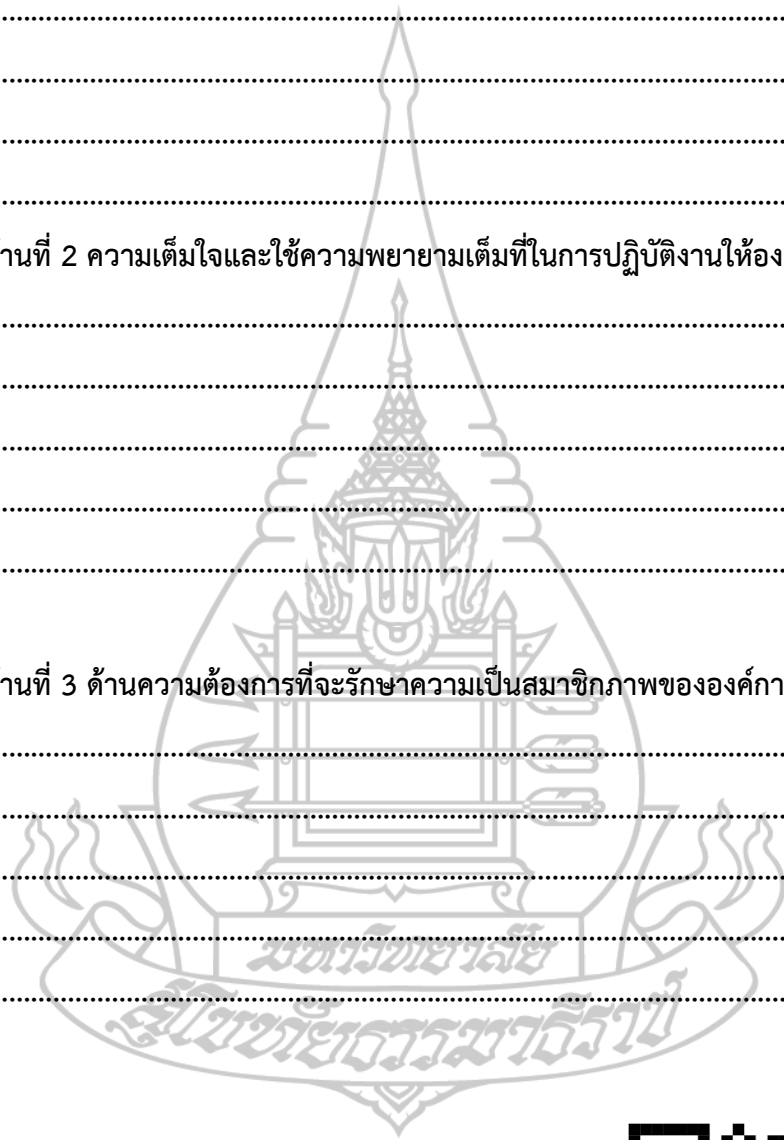 านที่ 2 ความเต็มใจและใช้ความพยายามเต็มที่ในการปฏิบัติงานให้อง
านที่ 3 ด้านความต้องการที่จะรักษาความเป็นสมาชิกภาพขององค์กา
มหาวิทยาลัย
สุโขทัยธรรมาธิราช